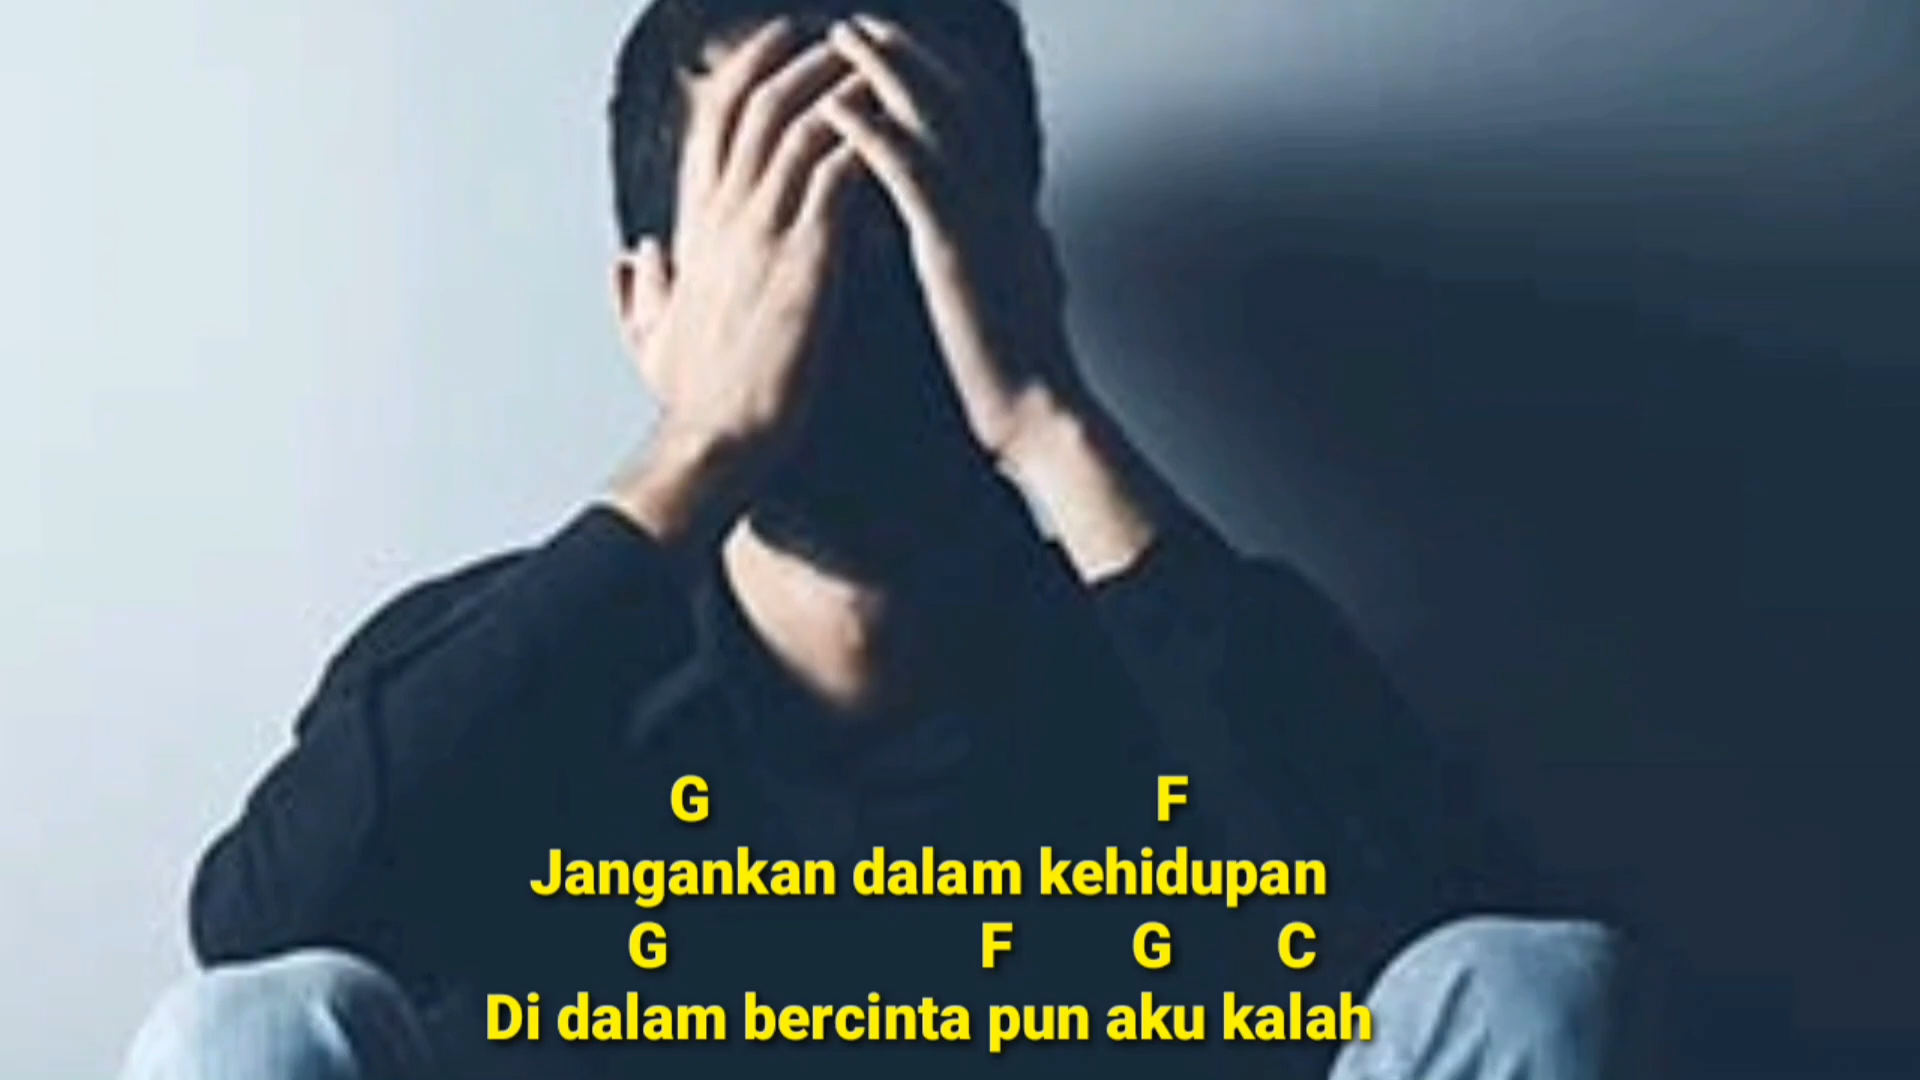 G F
Jangankan dalam kehidupan
G F G C
Di dalam bercinta pun aku kalah